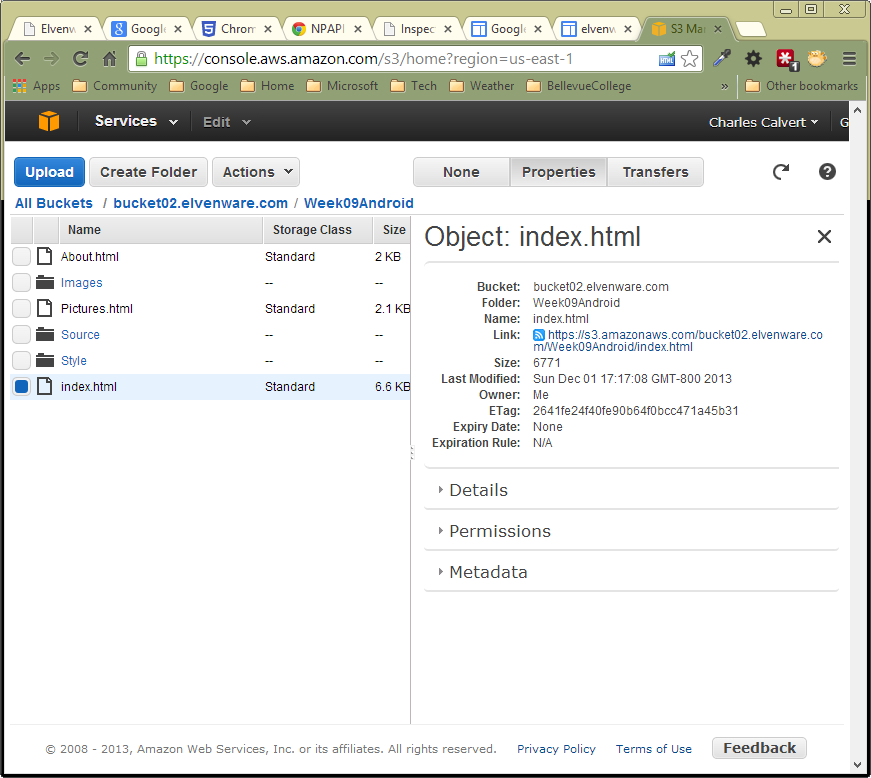 Elvenw Google Chrom NPAPI Inspec Google elvenw S3 Ma
https://console.aws.amazon.com/s3/home?region=us-east-1
Apps Community Google Home Microsoft Tech Weather BellevueCollege » Other bookmarks
Services Edit Charles Calvert G
Upload Create Folder Actions None Properties Transfers
All Buckets / bucket02.elvenware.com / Week09Android
Name Storage Class Size
About.html Standard 2 KB
Images -- --
Pictures.html Standard 2.1 KB
Source -- --
Style -- --
index.html Standard 6.6 KB
Object: index.html
Bucket: bucket02.elvenware.com
Folder: Week09Android
Name: index.html
Link: https://s3.amazonaws.com/bucket02.elvenware.co
m/Week09Android/index.html
Size: 6771
Last Modified: Sun Dec 01 17:17:08 GMT-800 2013
Owner: Me
ETag: 2641fe24f40fe90b64f0bcc471a45b31
Expiry Date: None
Expiration Rule: N/A
Details
Permissions
Metadata
© 2008 - 2013, Amazon Web Services, Inc. or its affiliates. All rights reserved. Privacy Policy Terms of Use Feedback